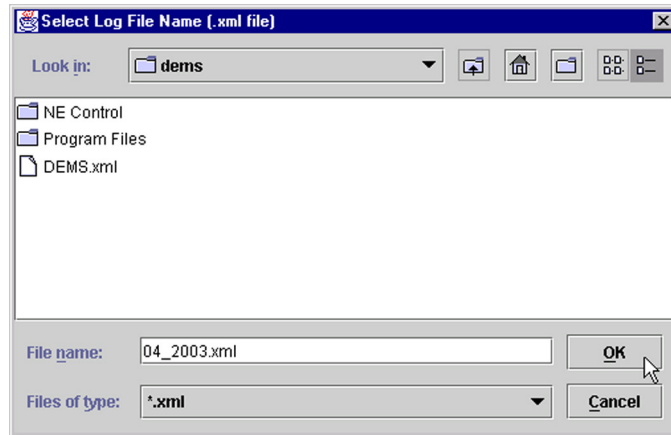 Select Log File Name (.xml file)
Look in: dems
NE Control
Program Files
DEMS.xml
File name: 04_2003.xml OK
Files of type: *.xml Cancel